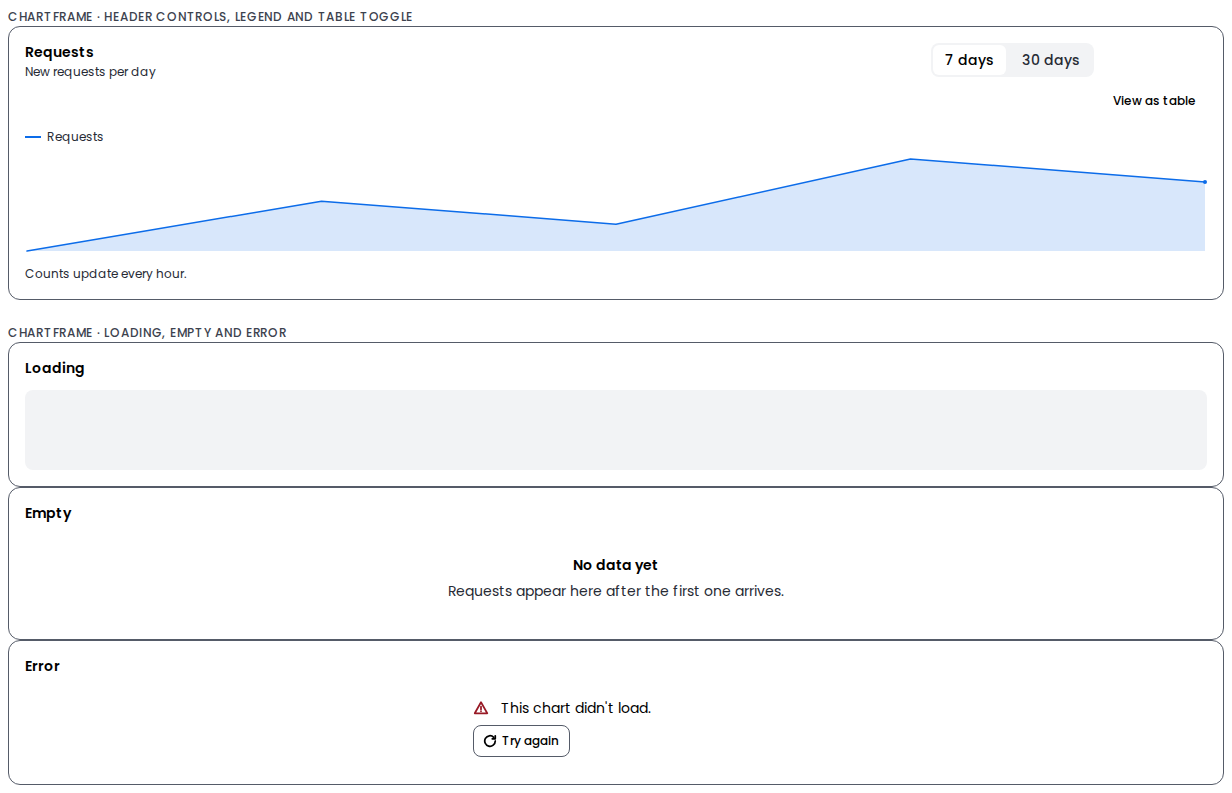 CHARTFRAME · HEADER CONTROLS, LEGEND AND TABLE TOGGLE
Requests
New requests per day
7 days
30 days
View as table
Requests
Counts update every hour.
CHARTFRAME · LOADING, EMPTY AND ERROR
Loading
Empty
No data yet
Requests appear here after the first one arrives.
Error
This chart didn't load.
Try again